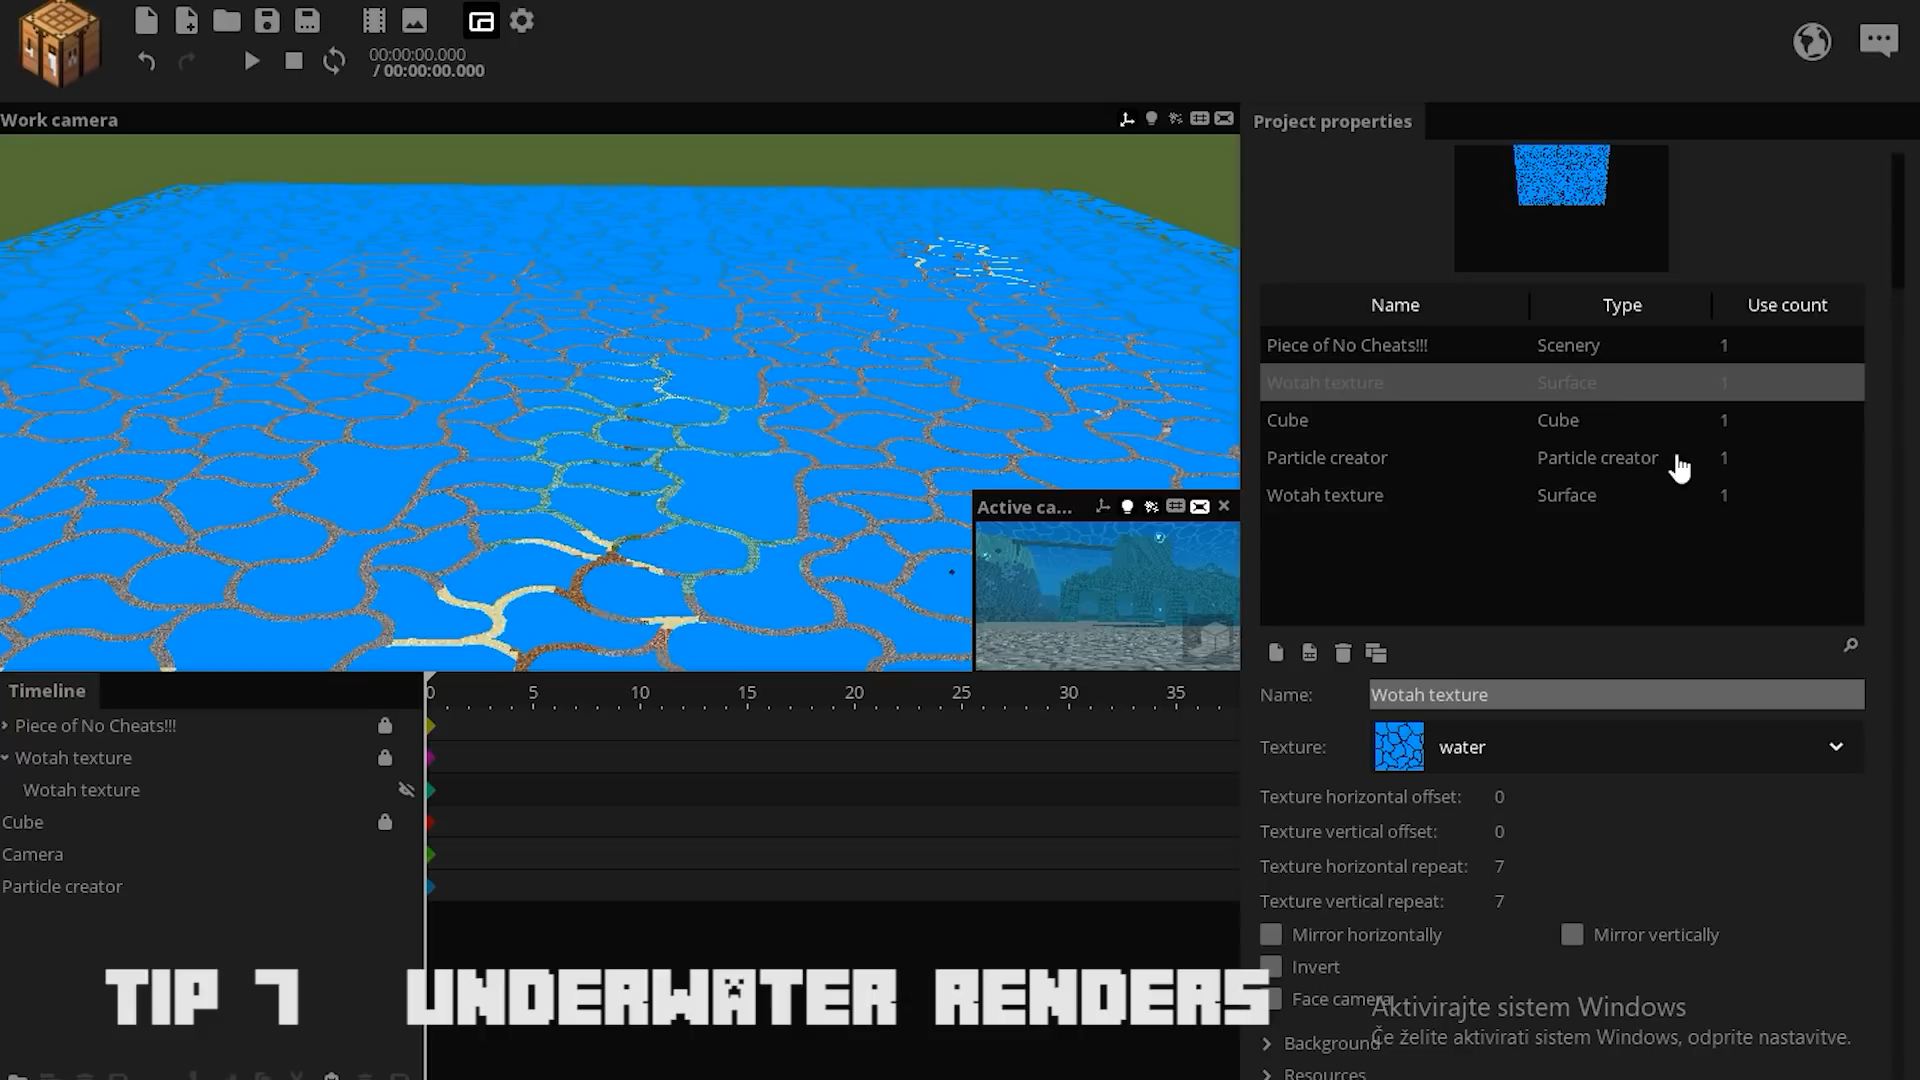 00:00:00.000
/ 00:00:00.000
Work camera
Project properties
Name Type Use count
Piece of No Cheats!!! Scenery 1
Wotah texture Surface 1
Cube Cube 1
Particle creator Particle creator 1
Wotah texture Surface 1
Active ca...
Name: Wotah texture
Texture: water
Texture horizontal offset: 0
Texture vertical offset: 0
Texture horizontal repeat: 7
Texture vertical repeat: 7
Mirror horizontally Mirror vertically
Invert
Face camera
Background
Resources
Timeline
0 5 10 15 20 25 30 35
Piece of No Cheats!!!
Wotah texture
Wotah texture
Cube
Camera
Particle creator
TIP 7 UNDERWATER RENDERS
Aktivirajte sistem Windows
Če želite aktivirati sistem Windows, odprite nastavitve.